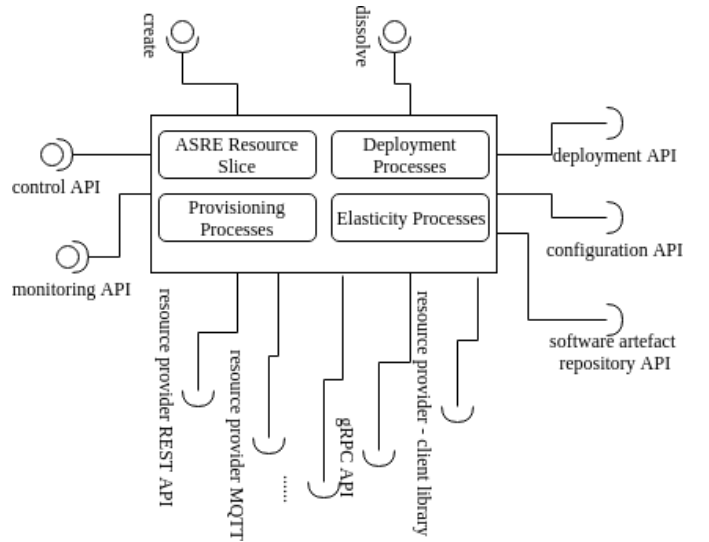 create
dissolve
ASRE Resource
Slice
Deployment
Processes
Provisioning
Processes
Elasticity Processes
control API
monitoring API
deployment API
configuration API
software artefact
repository API
resource provider REST API
resource provider MQTT
......
gRPC API
resource provider - client library